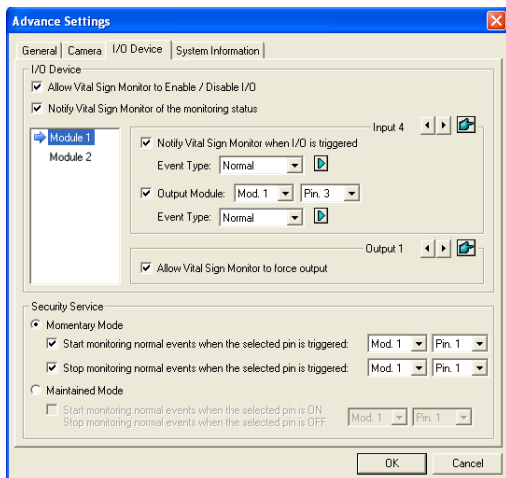 Advance Settings
General Camera I/O Device System Information
I/O Device
Allow Vital Sign Monitor to Enable / Disable I/O
Notify Vital Sign Monitor of the monitoring status
Module 1
Module 2
Input 4
Notify Vital Sign Monitor when I/O is triggered
Event Type: Normal
Output Module: Mod. 1 Pin. 3
Event Type: Normal
Output 1
Allow Vital Sign Monitor to force output
Security Service
Momentary Mode
Start monitoring normal events when the selected pin is triggered: Mod. 1 Pin. 1
Stop monitoring normal events when the selected pin is triggered: Mod. 1 Pin. 1
Maintained Mode
Start monitoring normal events when the selected pin is ON
Stop monitoring normal events when the selected pin is OFF
Mod. 1 Pin. 1
OK Cancel